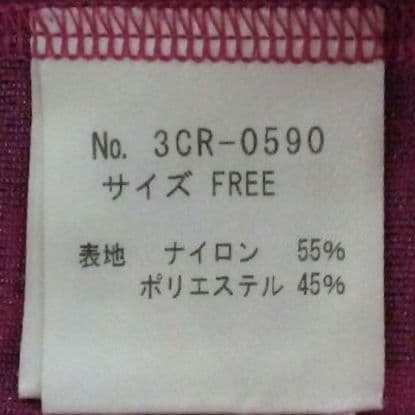 No. 3CR-0590
サイズ FREE
表地 ナイロン 55%
ポリエステル 45%